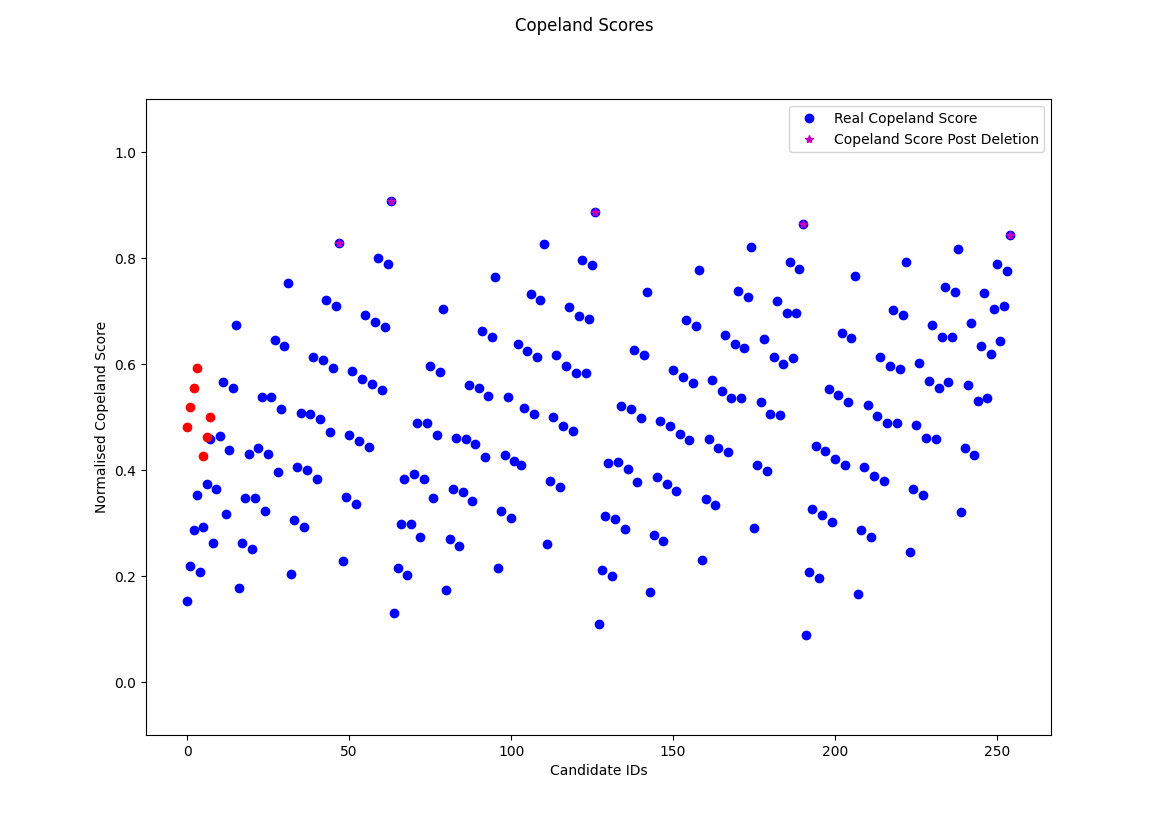 Copeland Scores
Real Copeland Score
Copeland Score Post Deletion
Normalised Copeland Score
1.0
0.8
0.6
0.4
0.2
0.0
0 50 100 150 200 250
Candidate IDs